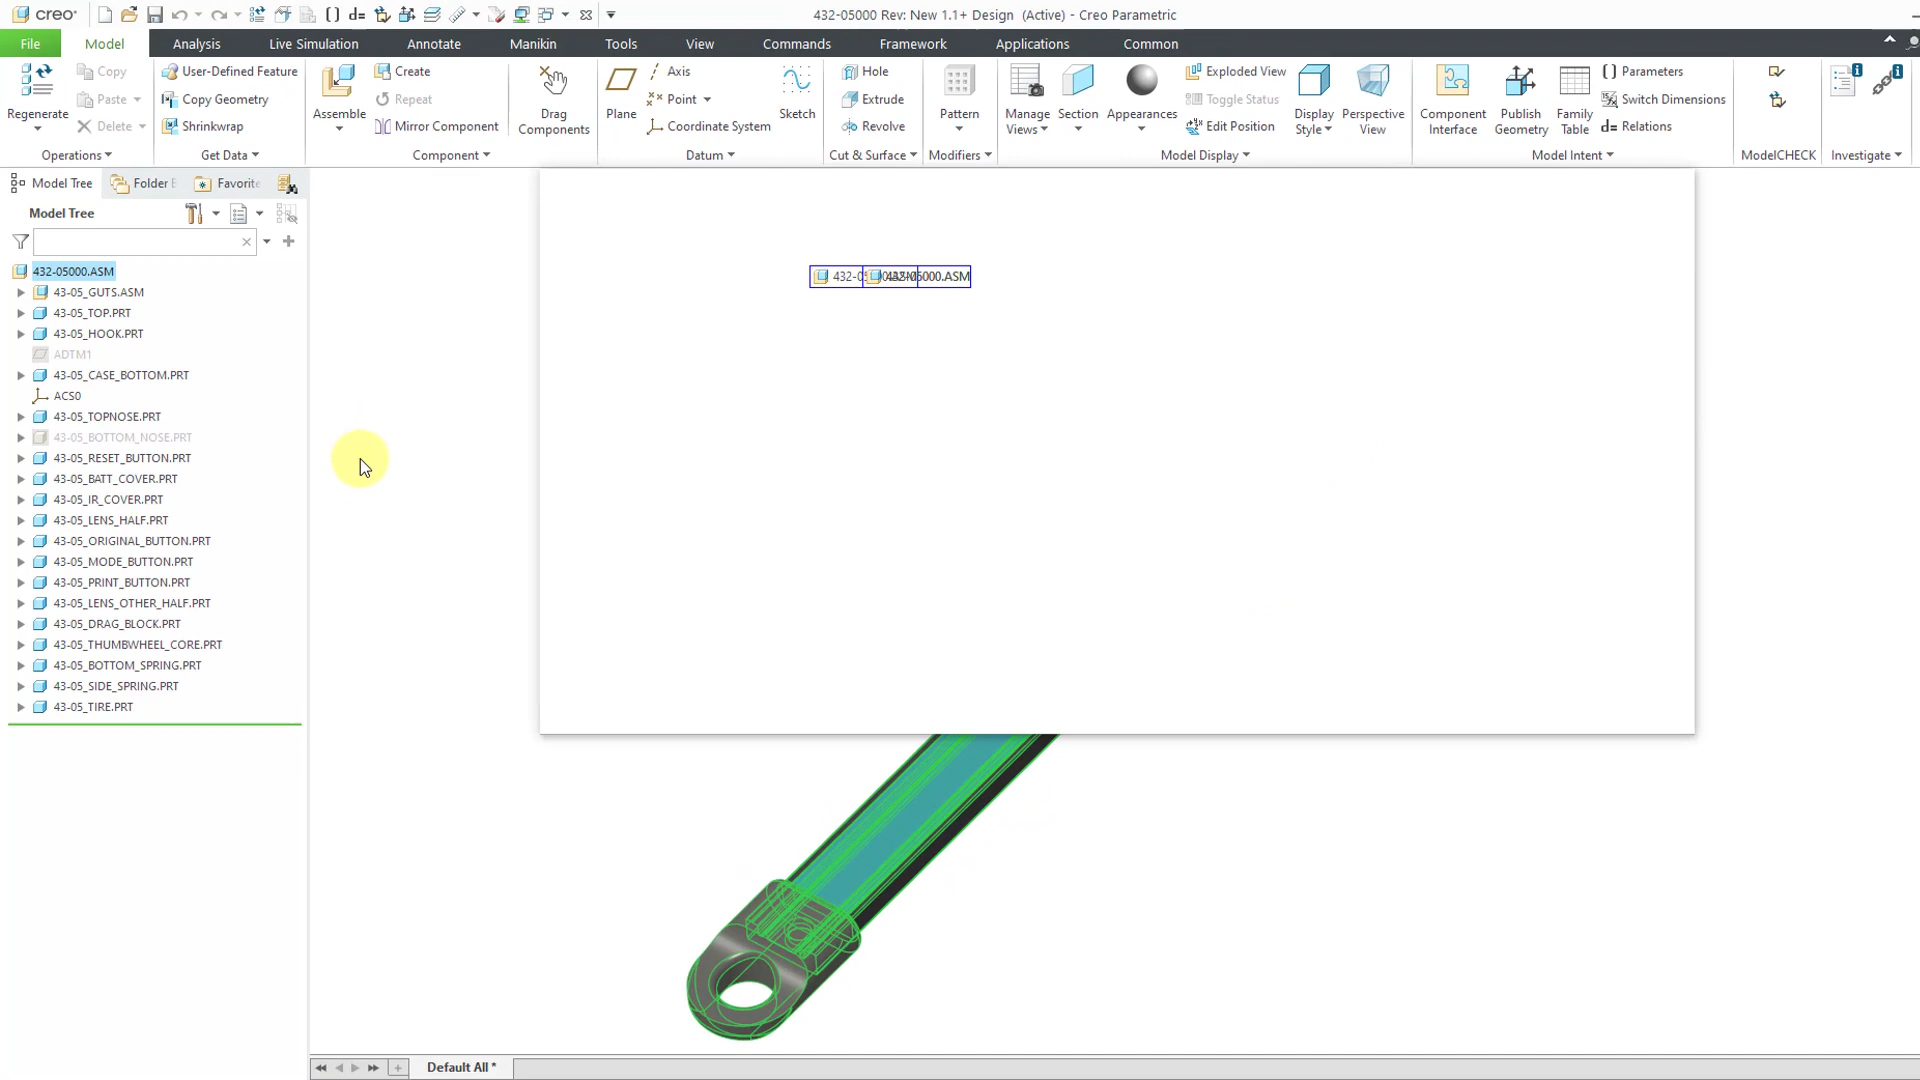 creo
432-05000 Rev: New 1.1+ Design (Active) - Creo Parametric
File Model Analysis Live Simulation Annotate Manikin Tools View Commands Framework Applications Common
Regenerate
Copy
Paste
Delete
User-Defined Feature
Copy Geometry
Shrinkwrap
Assemble
Create
Repeat
Mirror Component
Drag
Components
Plane
Axis
Point
Coordinate System
Sketch
Hole
Extrude
Revolve
Pattern
Manage
Views
Section
Appearances
Exploded View
Toggle Status
Edit Position
Display
Style
Perspective
View
Component
Interface
Publish
Geometry
Family
Table
Parameters
Switch Dimensions
d= Relations
Operations Get Data Component Datum Cut & Surface Modifiers Model Display Model Intent ModelCHECK Investigate
Model Tree Folder Favorite
Model Tree
432-05000.ASM
43-05_GUTS.ASM
43-05_TOP.PRT
43-05_HOOK.PRT
ADTM1
43-05_CASE_BOTTOM.PRT
ACS0
43-05_TOPNOSE.PRT
43-05_BOTTOM_NOSE.PRT
43-05_RESET_BUTTON.PRT
43-05_BATT_COVER.PRT
43-05_IR_COVER.PRT
43-05_LENS_HALF.PRT
43-05_ORIGINAL_BUTTON.PRT
43-05_MODE_BUTTON.PRT
43-05_PRINT_BUTTON.PRT
43-05_LENS_OTHER_HALF.PRT
43-05_DRAG_BLOCK.PRT
43-05_THUMBWHEEL_CORE.PRT
43-05_BOTTOM_SPRING.PRT
43-05_SIDE_SPRING.PRT
43-05_TIRE.PRT
Default All *